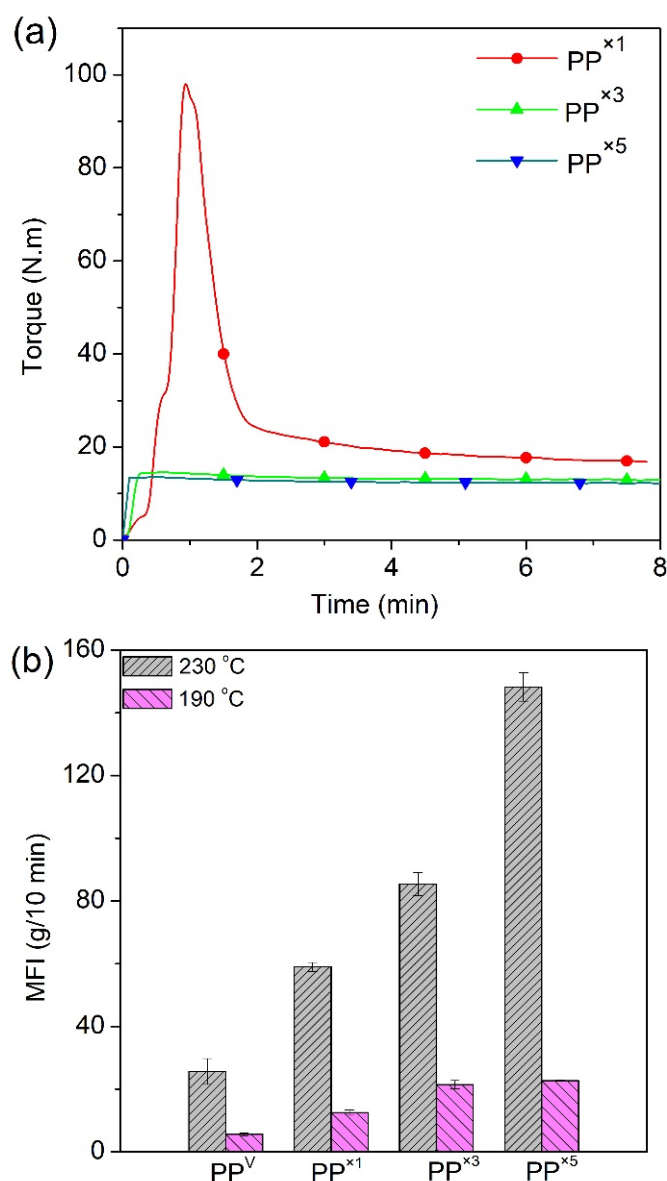 (a)
PP×1
PP×3
PP×5
Torque (N.m)
120
100
80
60
40
20
0
0 2 4 6 8
Time (min)
(b)
230 °C
190 °C
MFI (g/10 min)
160
120
80
40
0
PPV PP×1 PP×3 PP×5